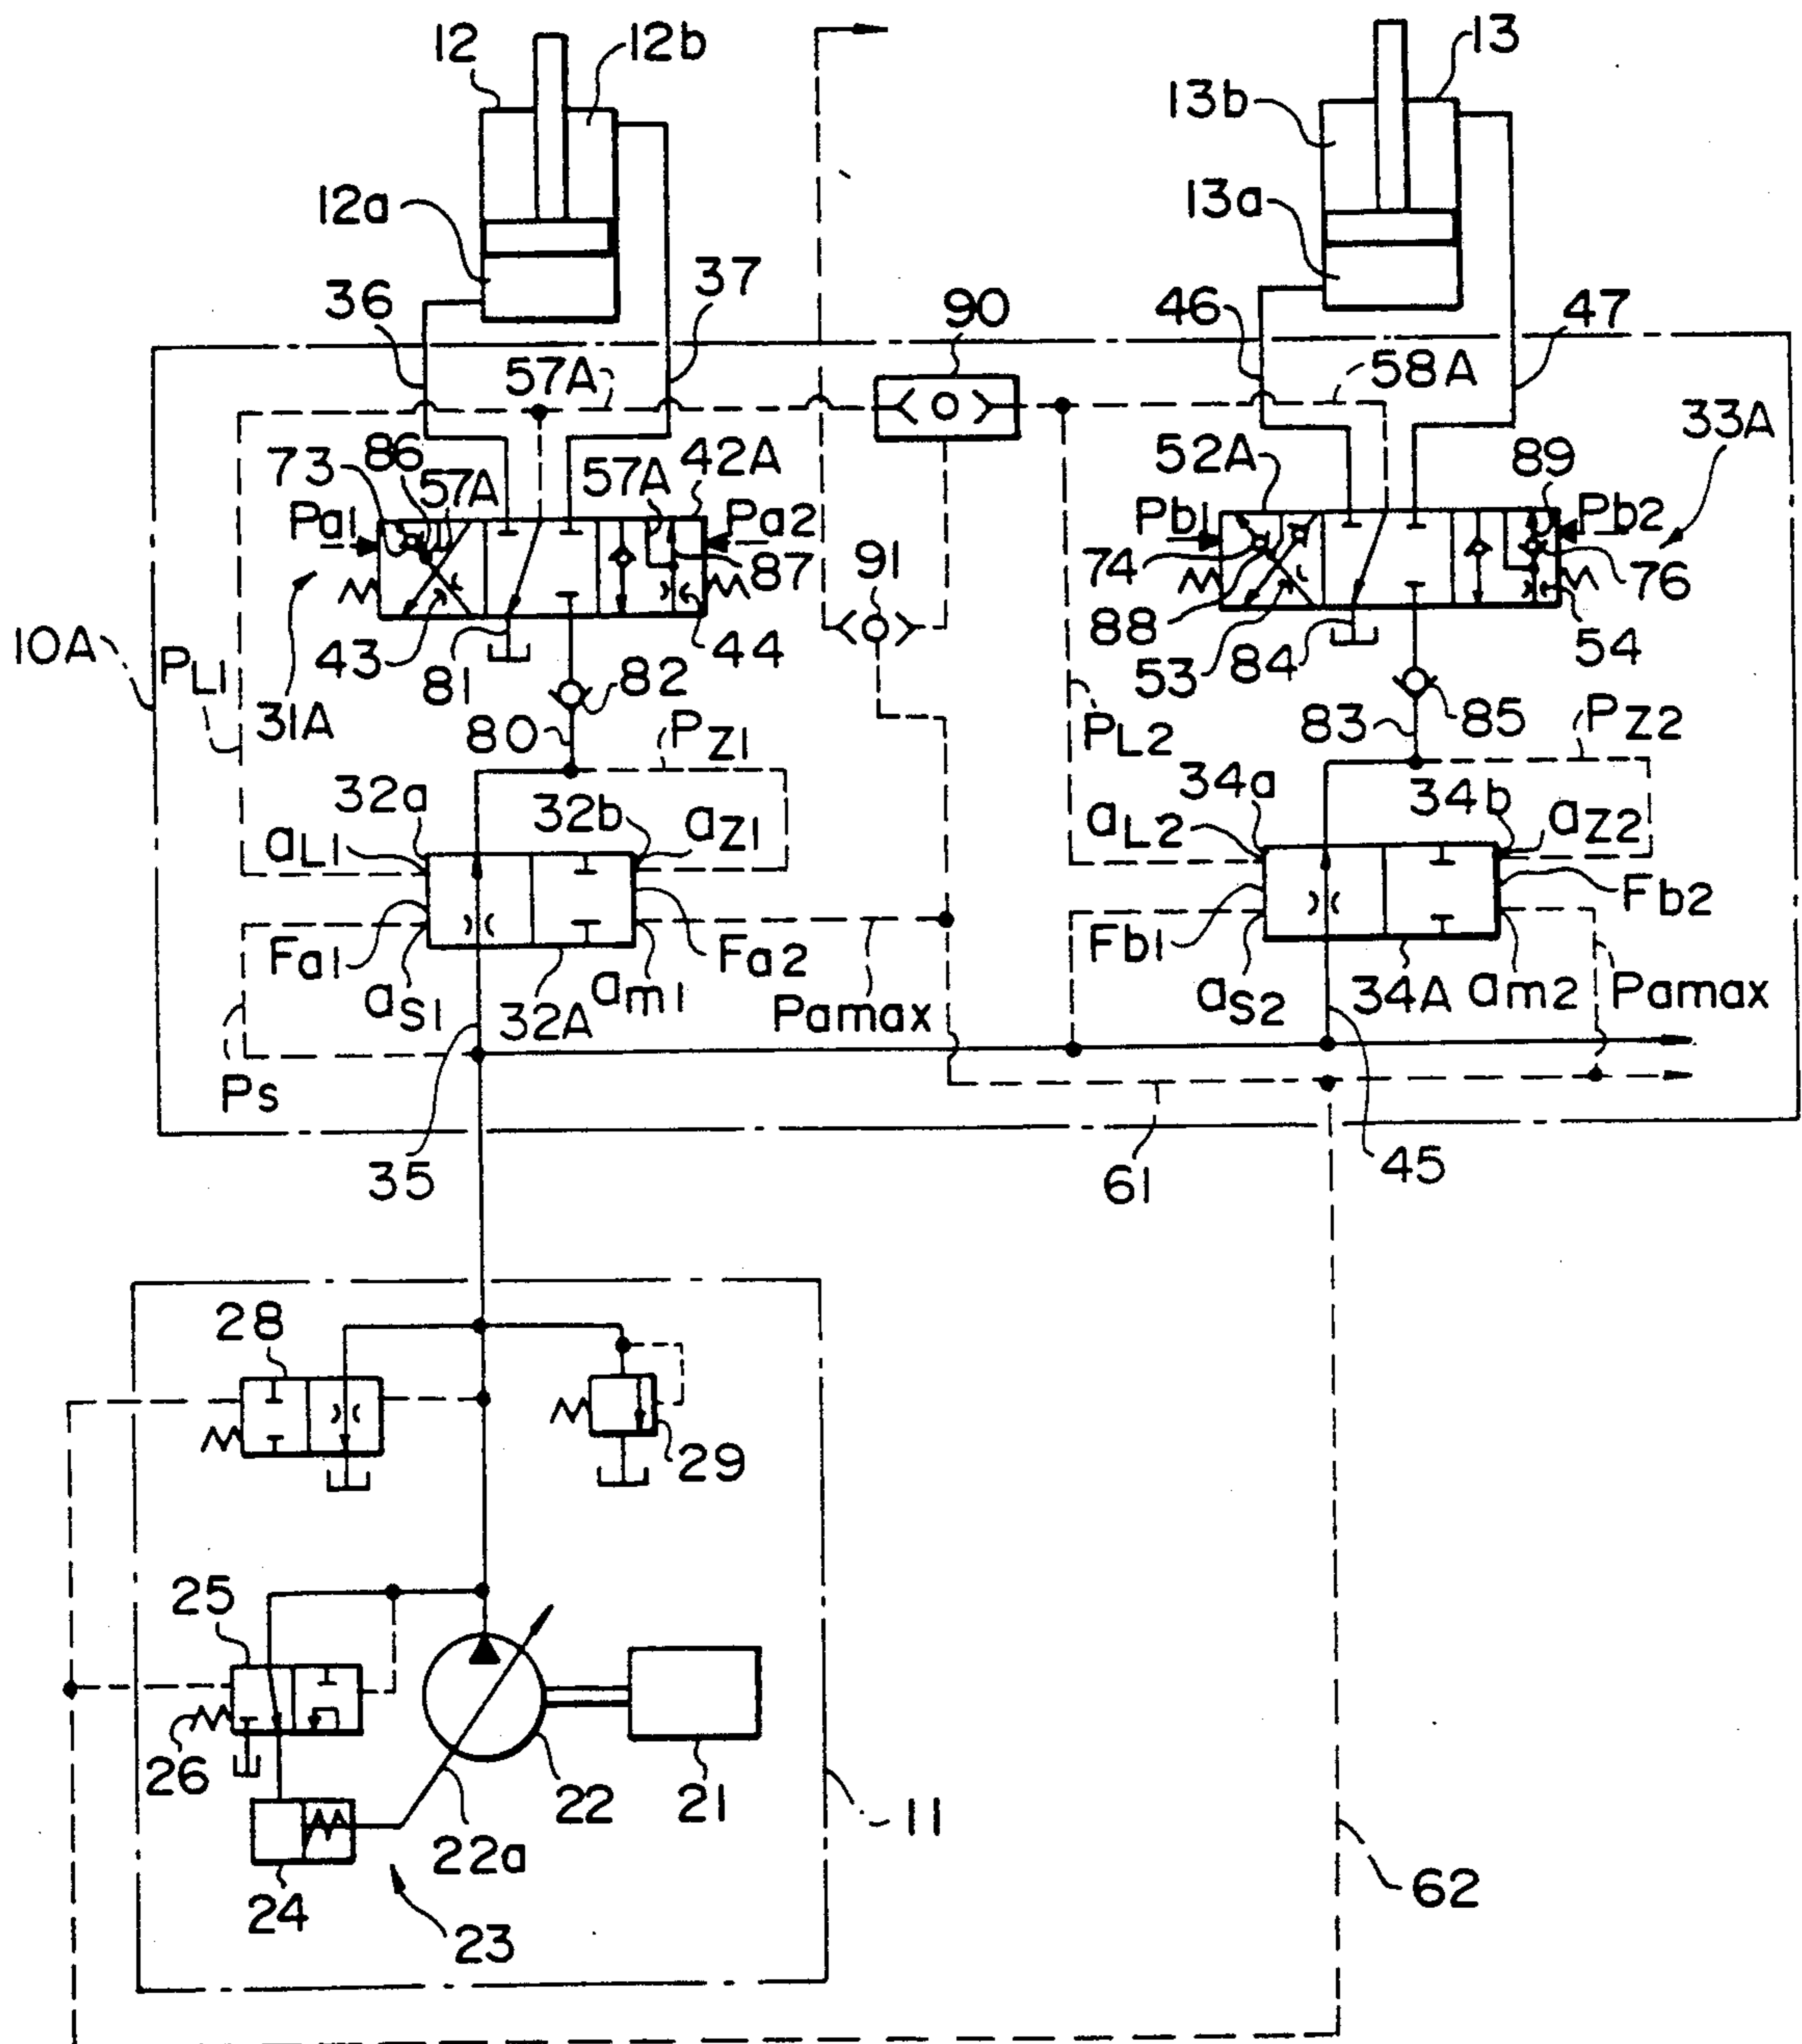 12
12b
13
13b
12a
13a
36
37
90
46
47
57A
58A
33A
73
86
57A
57A
42A
52A
89
Pa1
Pa2
Pb1
Pb2
91
87
74
76
10A
PL1
43
81
44
88
53
84
54
31A
82
80
PZ1
PL2
83
85
PZ2
32a
32b
aZ1
34a
34b
aZ2
aL1
aL2
Fa1
aS1
Fa2
am1
32A
Fb1
aS2
Fb2
34A
am2
Pamax
Pamax
Ps
35
61
45
28
29
25
26
22
21
11
22a
24
23
62